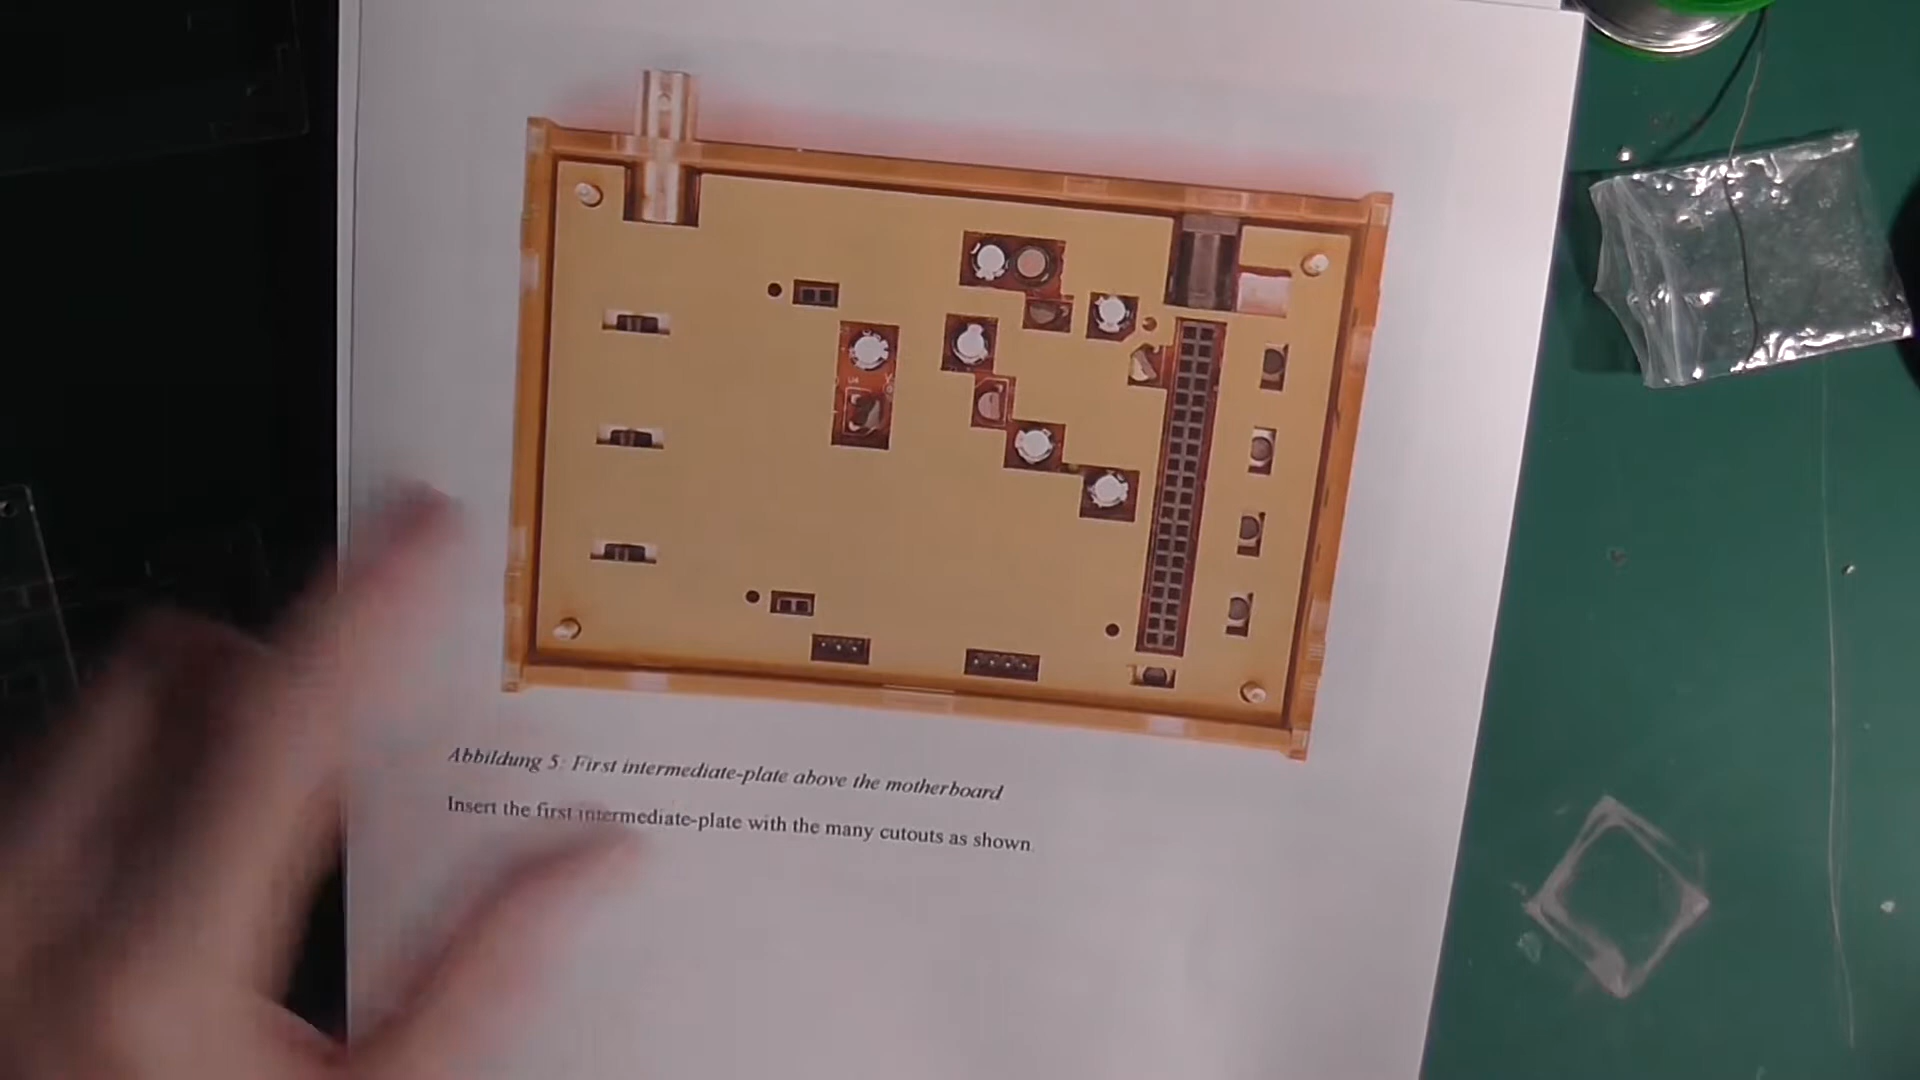 U4
Abbildung 5: First intermediate-plate above the motherboard
Insert the first intermediate-plate with the many cutouts as shown.